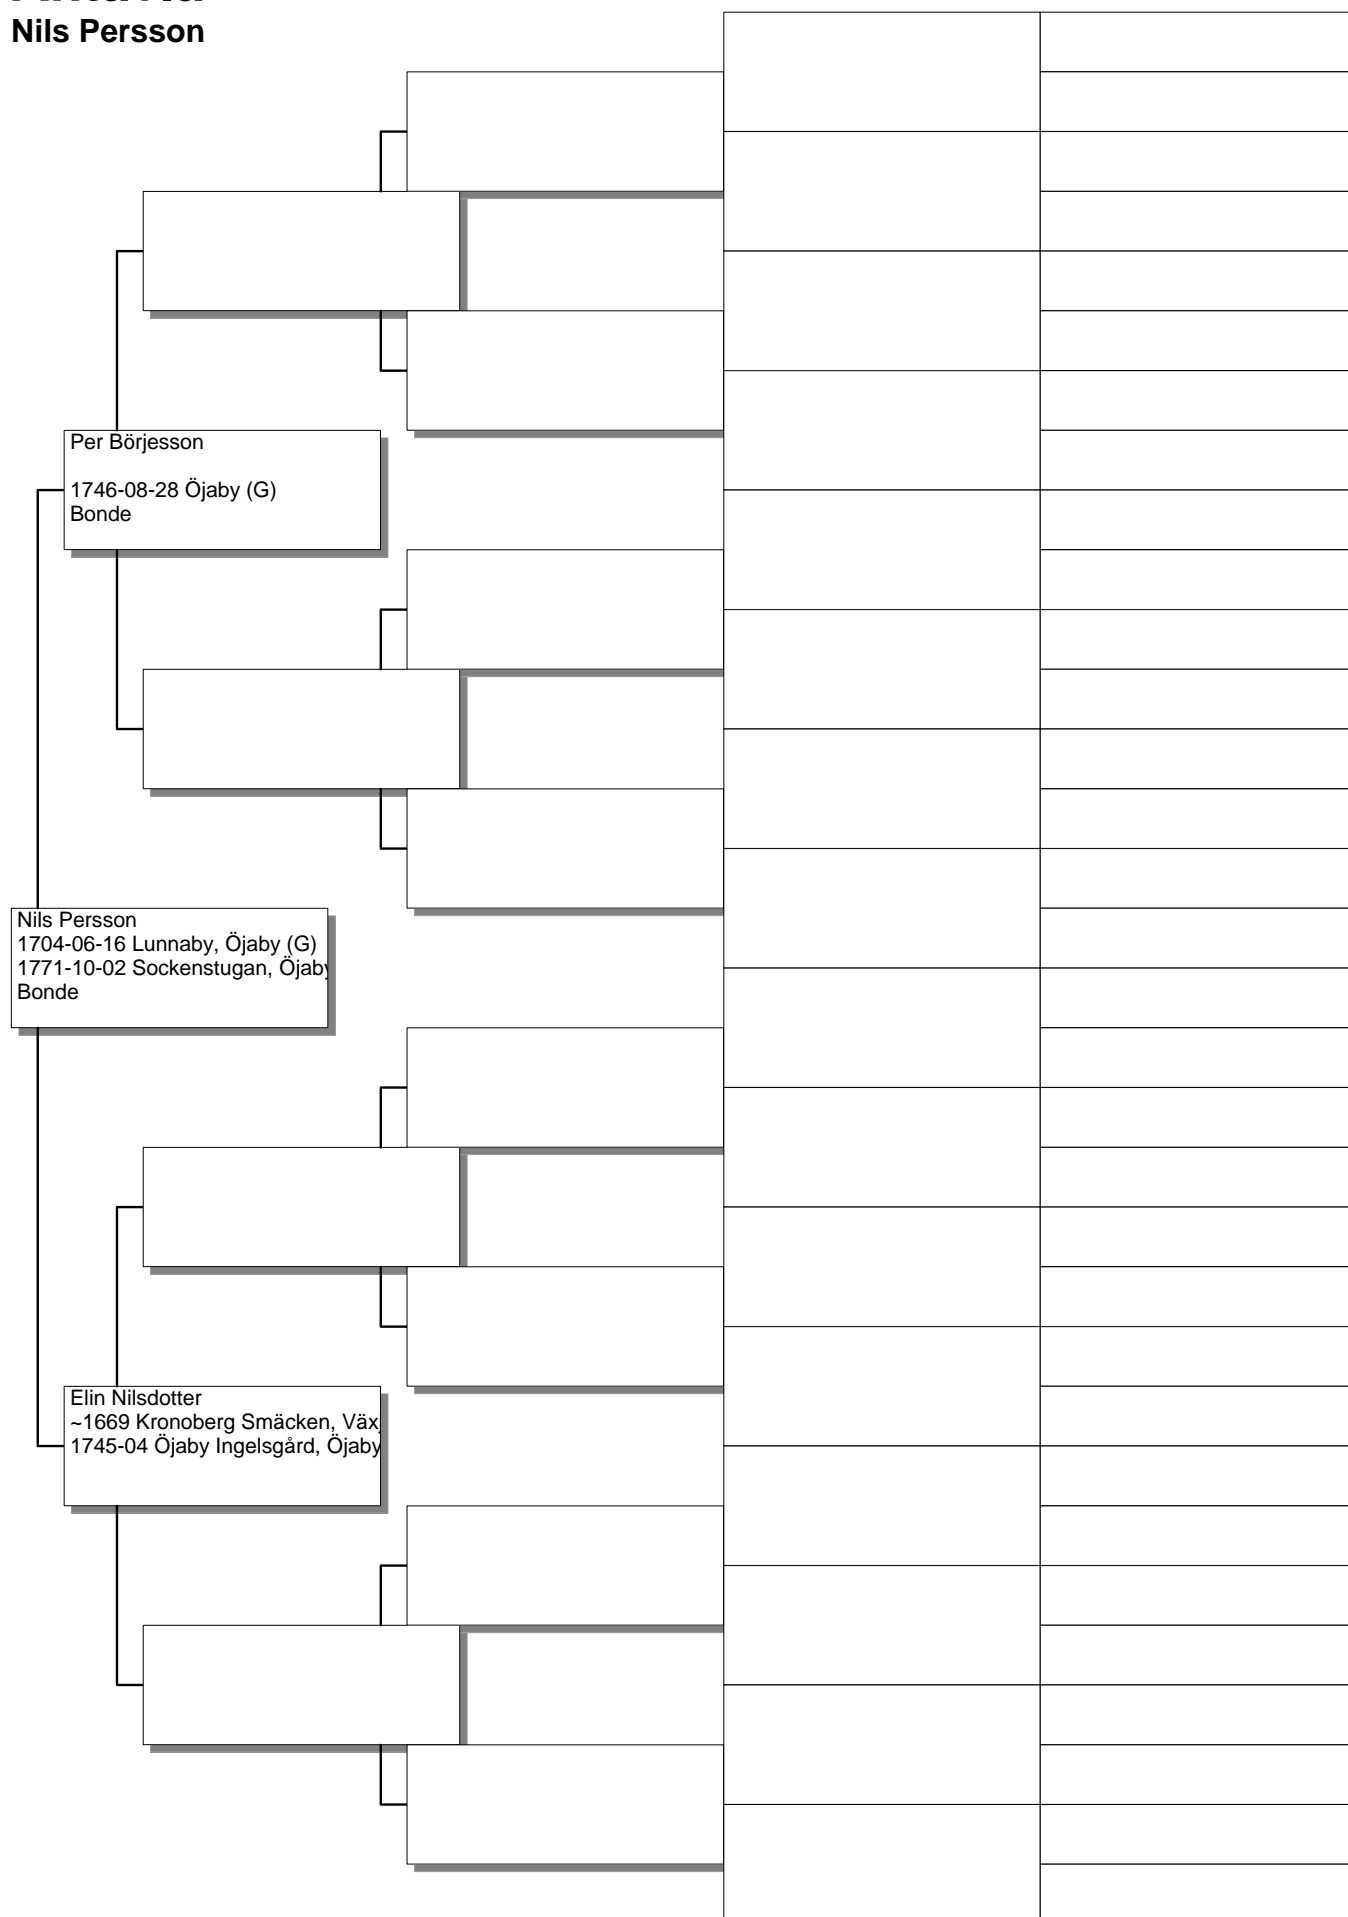 Nils Persson
Per Börjesson
1746-08-28 Öjaby (G)
Bonde
Nils Persson
1704-06-16 Lunnaby, Öjaby (G)
1771-10-02 Sockenstugan, Öjaby
Bonde
Elin Nilsdotter
~1669 Kronoberg Smäcken, Väx
1745-04 Öjaby Ingelsgård, Öjaby